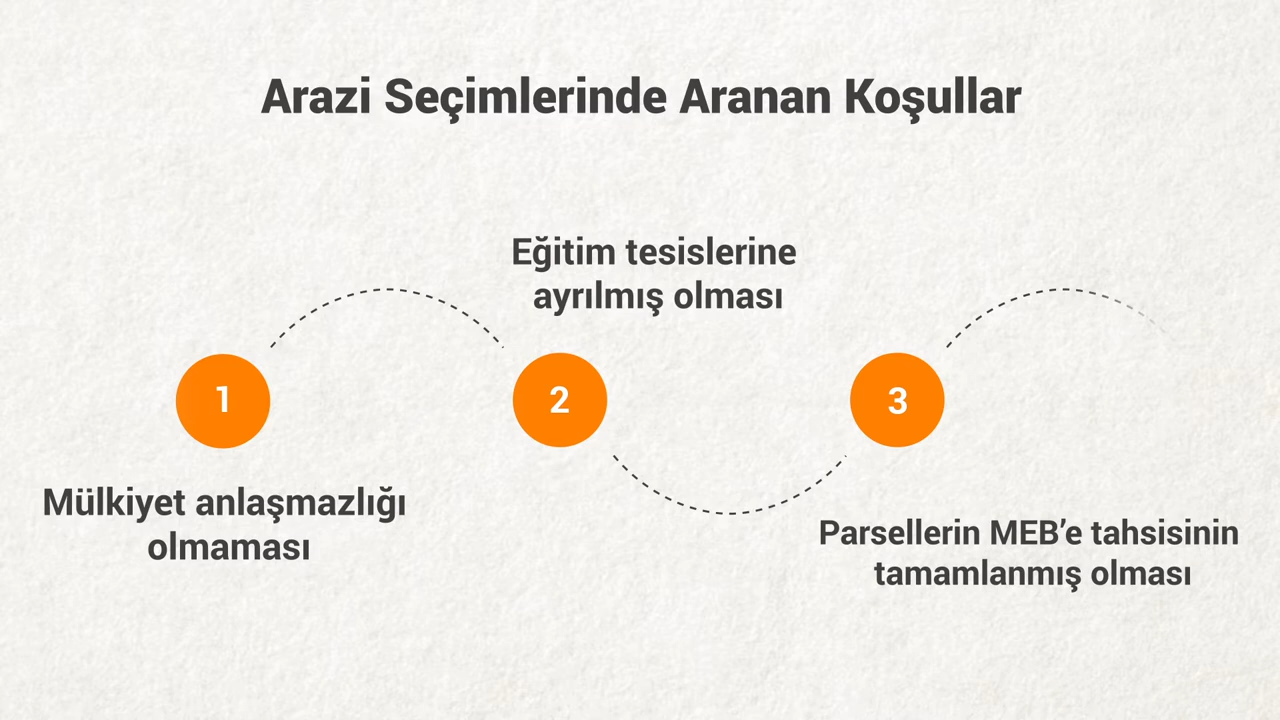 Arazi Seçimlerinde Aranan Koşullar
1
Mülkiyet anlaşmazlığı
olmaması
2
Eğitim tesislerine
ayrılmış olması
3
Parsellerin MEB’e tahsisinin
tamamlanmış olması